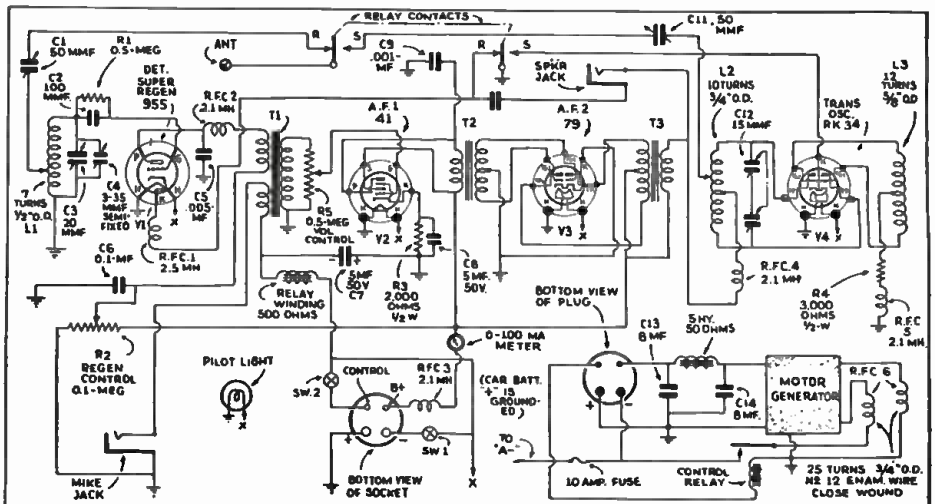 RELAY CONTACTS
C1
50 MMF
R1
0.5-MEG
ANT
R
S
C9
.001-
MF
R
S
C11, 50
MMF
SPKR
JACK
L2
10 TURNS
3/4" O.D.
C12
15 MMF
L3
12
TURNS
5/8" O.D
TRANS
OSC.
RK 34
C2
100
MMF.
DET.
SUPER
REGEN
955
R.F.C. 2
2.1 MH
T1
A.F.1
41
T2
A.F.2
79
T3
7
TURNS
1/2" O.D.
L1
C3
20
MMF
C4
3-35
MMF
SEMI-
FIXED
V1
X
C5
.005-
MF
R5
0.5-MEG
VOL
CONTROL
V2
X
V3
X
V4
X
R.F.C.1
2.5 MH
C6
0.1-MF
5 MF
50V
C7
R3
2,000
OHMS
1/2 W
C8
5 MF.
50V.
R.F.C. 4
2.1 MH
R4
3,000
OHMS
1/2-W
R.F.C
5
2.1 MH.
RELAY
WINDING
500 OHMS
BOTTOM VIEW
OF PLUG
5 HY.
50 OHMS
C13
8 MF
0-100 MA
METER
R2
REGEN
CONTROL
0.1-MEG
PILOT LIGHT
X
SW.2
CONTROL
B+
RFC 3
2.1 MH
(CAR BATT.
"+" IS
GROUND-
ED)
+
−
C14
8 MF.
MOTOR
GENERATOR
R.F.C 6
+
−
SW1
TO
"A-"
MIKE
JACK
BOTTOM VIEW
OF SOCKET
X
10 AMP. FUSE
CONTROL
RELAY
25 TURNS 3/4" O.D.
N2 12 ENAM. WIRE
CLOSE WOUND